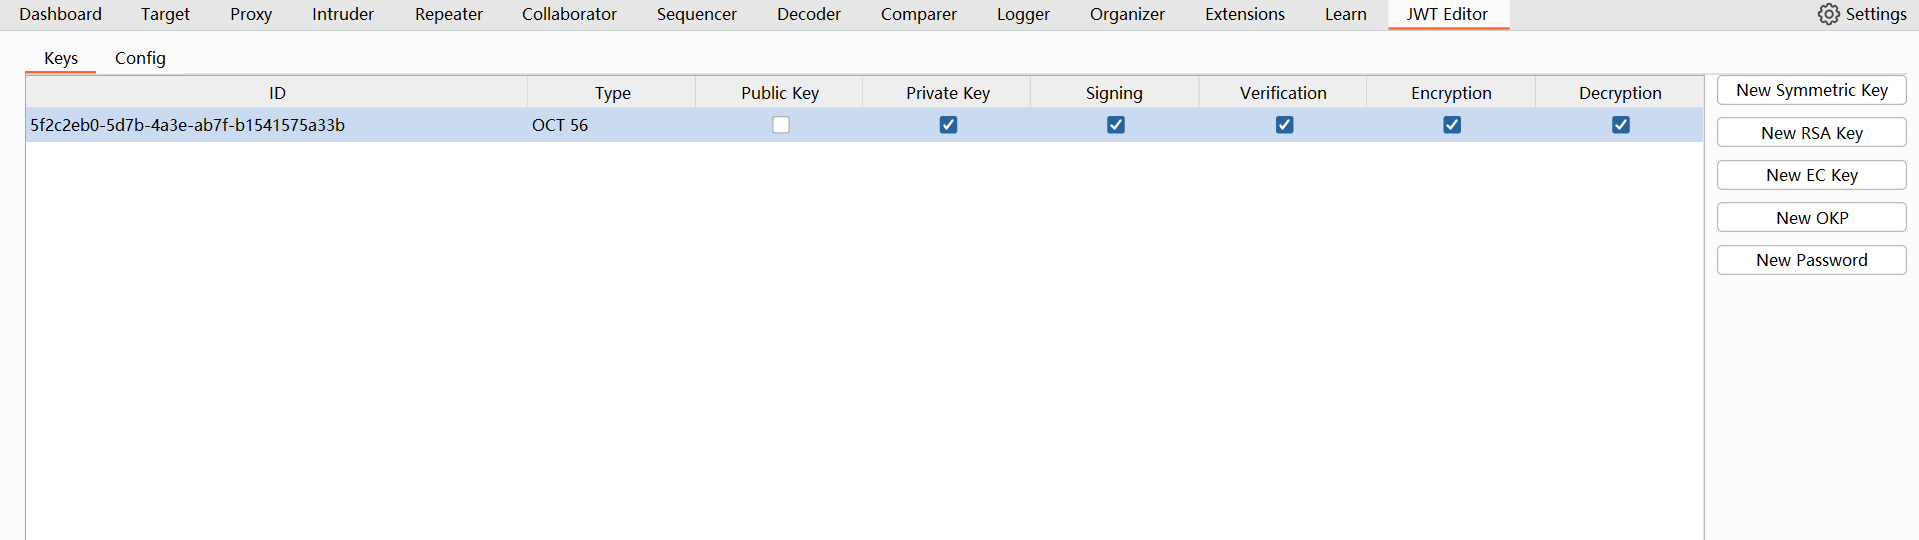 Dashboard Target Proxy Intruder Repeater Collaborator Sequencer Decoder Comparer Logger Organizer Extensions Learn JWT Editor Settings
Keys Config
ID Type Public Key Private Key Signing Verification Encryption Decryption
5f2c2eb0-5d7b-4a3e-ab7f-b1541575a33b OCT 56
New Symmetric Key
New RSA Key
New EC Key
New OKP
New Password